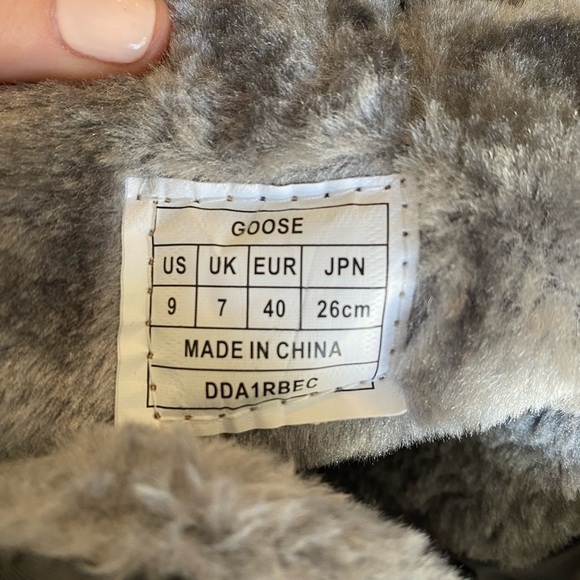 GOOSE
US UK EUR JPN
9 7 40 26cm
MADE IN CHINA
DDA1RBEC